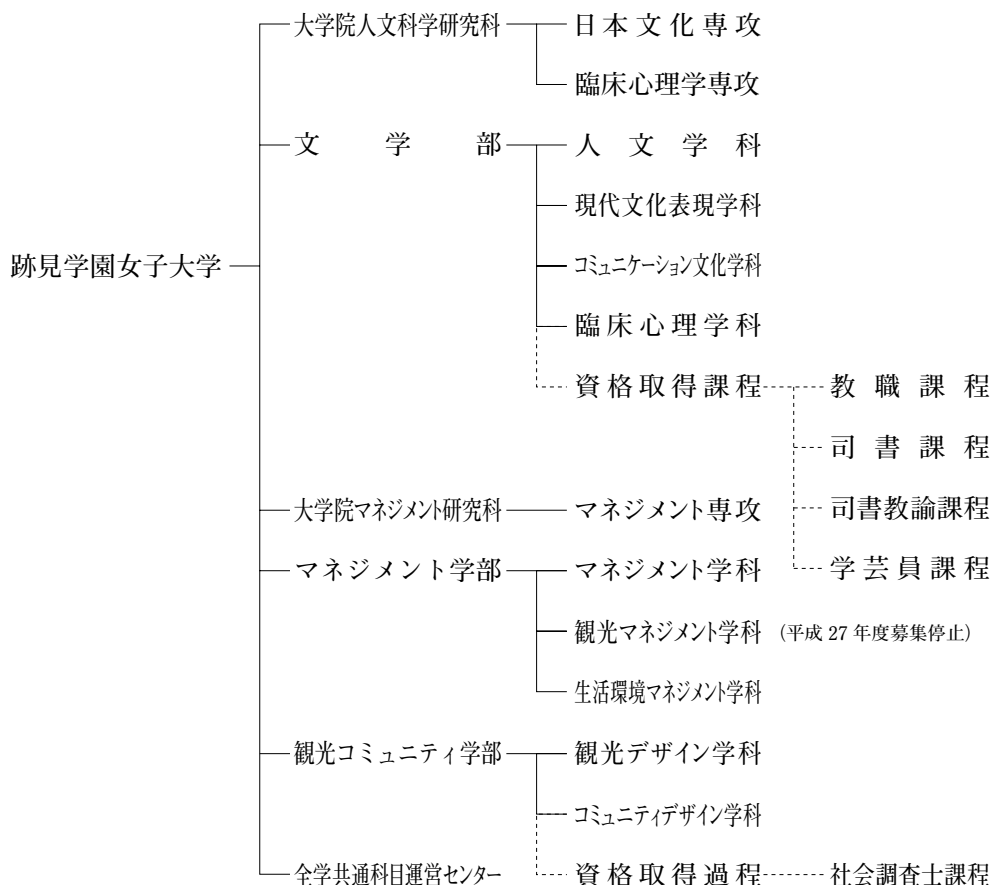 大学院人文科学研究科 日本文化専攻
臨床心理学専攻
文学部 人文学科
現代文化表現学科
跡見学園女子大学 コミュニケーション文化学科
臨床心理学科
資格取得課程 教職課程
司書課程
大学院マネジメント研究科 マネジメント専攻 司書教諭課程
マネジメント学部 マネジメント学科 学芸員課程
観光マネジメント学科 (平成 27 年度募集停止)
生活環境マネジメント学科
観光コミュニティ学部 観光デザイン学科
コミュニティデザイン学科
全学共通科目運営センター 資格取得過程 社会調査士課程